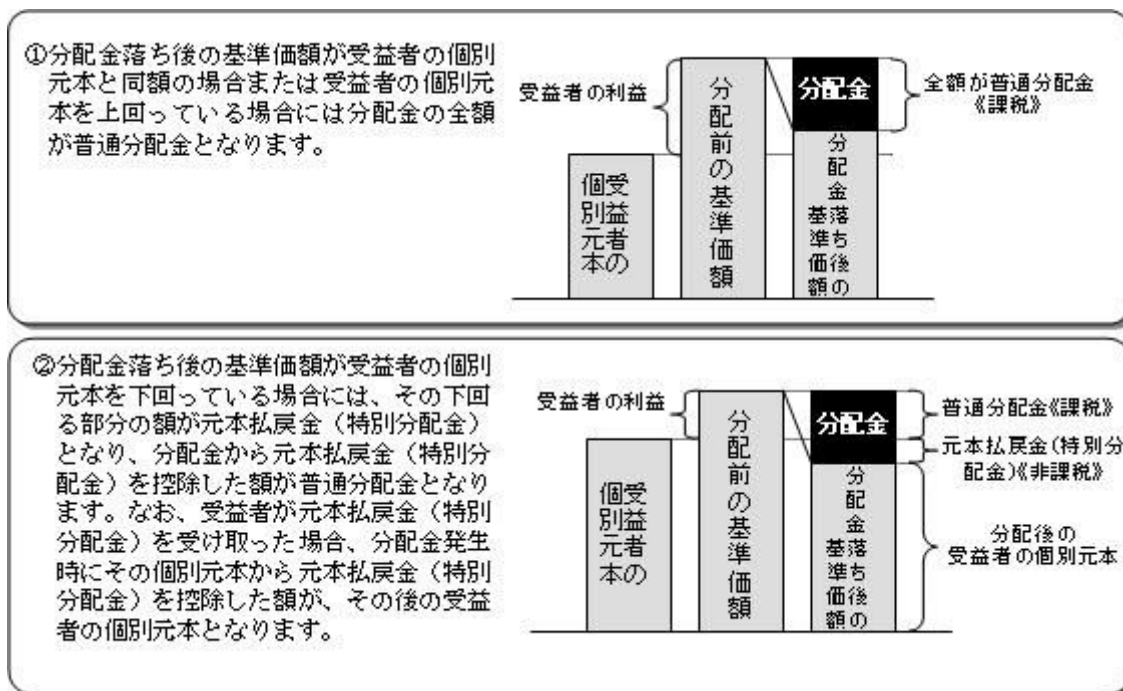 ①分配金落ち後の基準価額が受益者の個別
元本と同額の場合または受益者の個別元
本を上回っている場合には分配金の全額
が普通分配金となります。
受益者の利益
受益者の
個別元本
分配前の基準価額
分配金
分配金落ち後の
基準価額
全額が普通分配金
《課税》
②分配金落ち後の基準価額が受益者の個別
元本を下回っている場合には、その下回
る部分の額が元本払戻金（特別分配金）
となり、分配金から元本払戻金（特別分
配金）を控除した額が普通分配金となり
ます。なお、受益者が元本払戻金（特別
分配金）を受け取った場合、分配金発生
時にその個別元本から元本払戻金（特別
分配金）を控除した額が、その後の受益
者の個別元本となります。
受益者の利益
受益者の
個別元本
分配前の基準価額
分配金
分配金落ち後の
基準価額
普通分配金《課税》
元本払戻金(特別分
配金)《非課税》
分配後の
受益者の個別元本